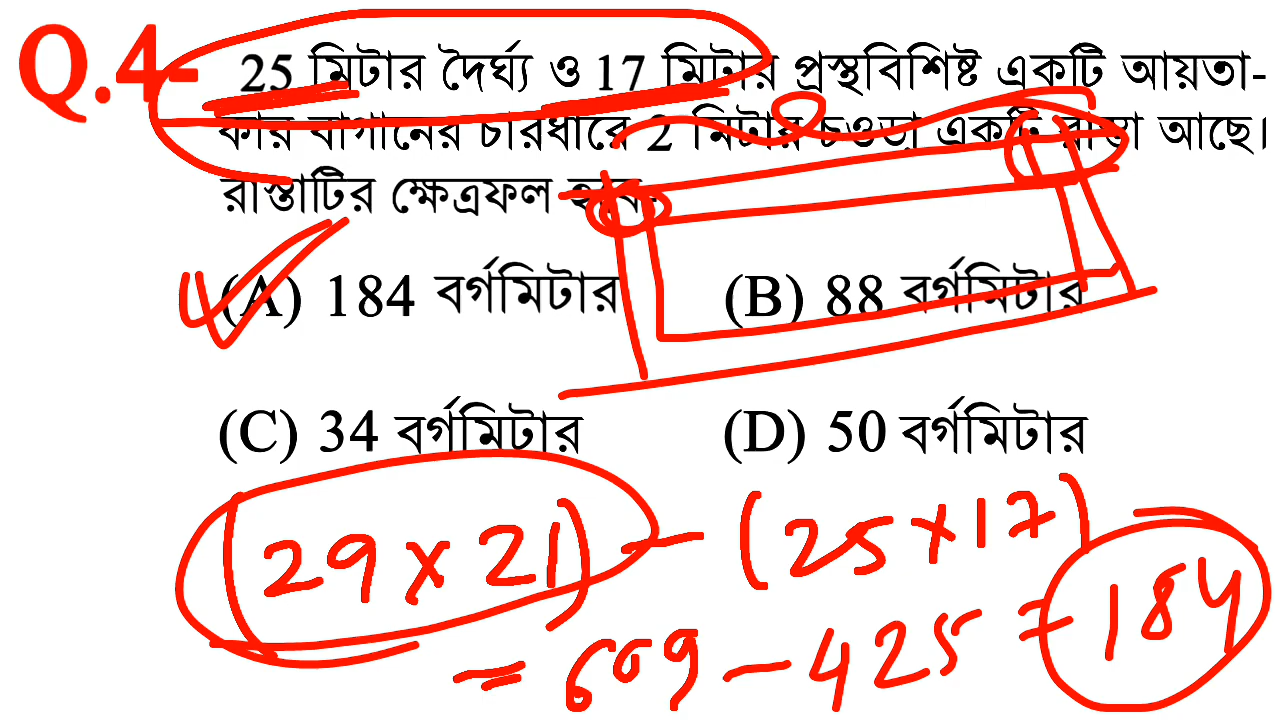 Q.4- 25 মিটার দৈর্ঘ্য ও 17 মিটার প্রস্থবিশিষ্ট একটি আয়তা-
কার বাগানের চারধারে 2 মিটার চওড়া একটি রাস্তা আছে।
রাস্তাটির ক্ষেত্রফল হবে-
(A) 184 বর্গমিটার (B) 88 বর্গমিটার
(C) 34 বর্গমিটার (D) 50 বর্গমিটার
(29 × 21) - (25 × 17)
= 609 - 425 = 184